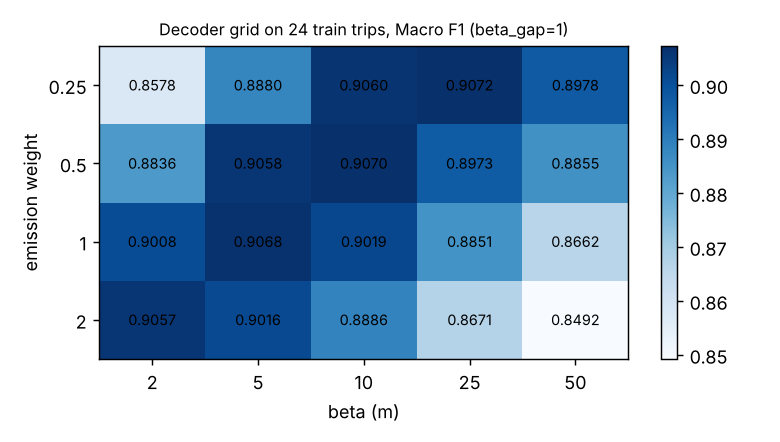 Decoder grid on 24 train trips, Macro F1 (beta_gap=1)
emission weight
0.25 0.8578 0.8880 0.9060 0.9072 0.8978
0.5 0.8836 0.9058 0.9070 0.8973 0.8855
1 0.9008 0.9068 0.9019 0.8851 0.8662
2 0.9057 0.9016 0.8886 0.8671 0.8492
2 5 10 25 50
beta (m)
0.90
0.89
0.88
0.87
0.86
0.85